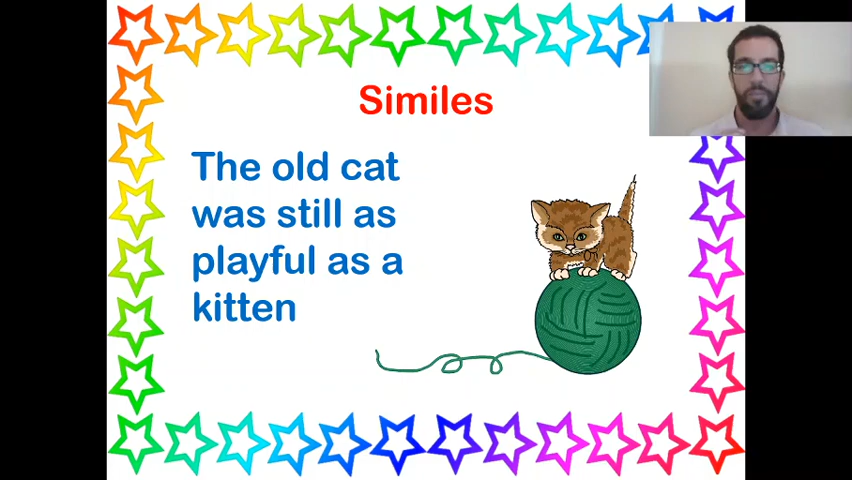 Similes
The old cat
was still as
playful as a
kitten